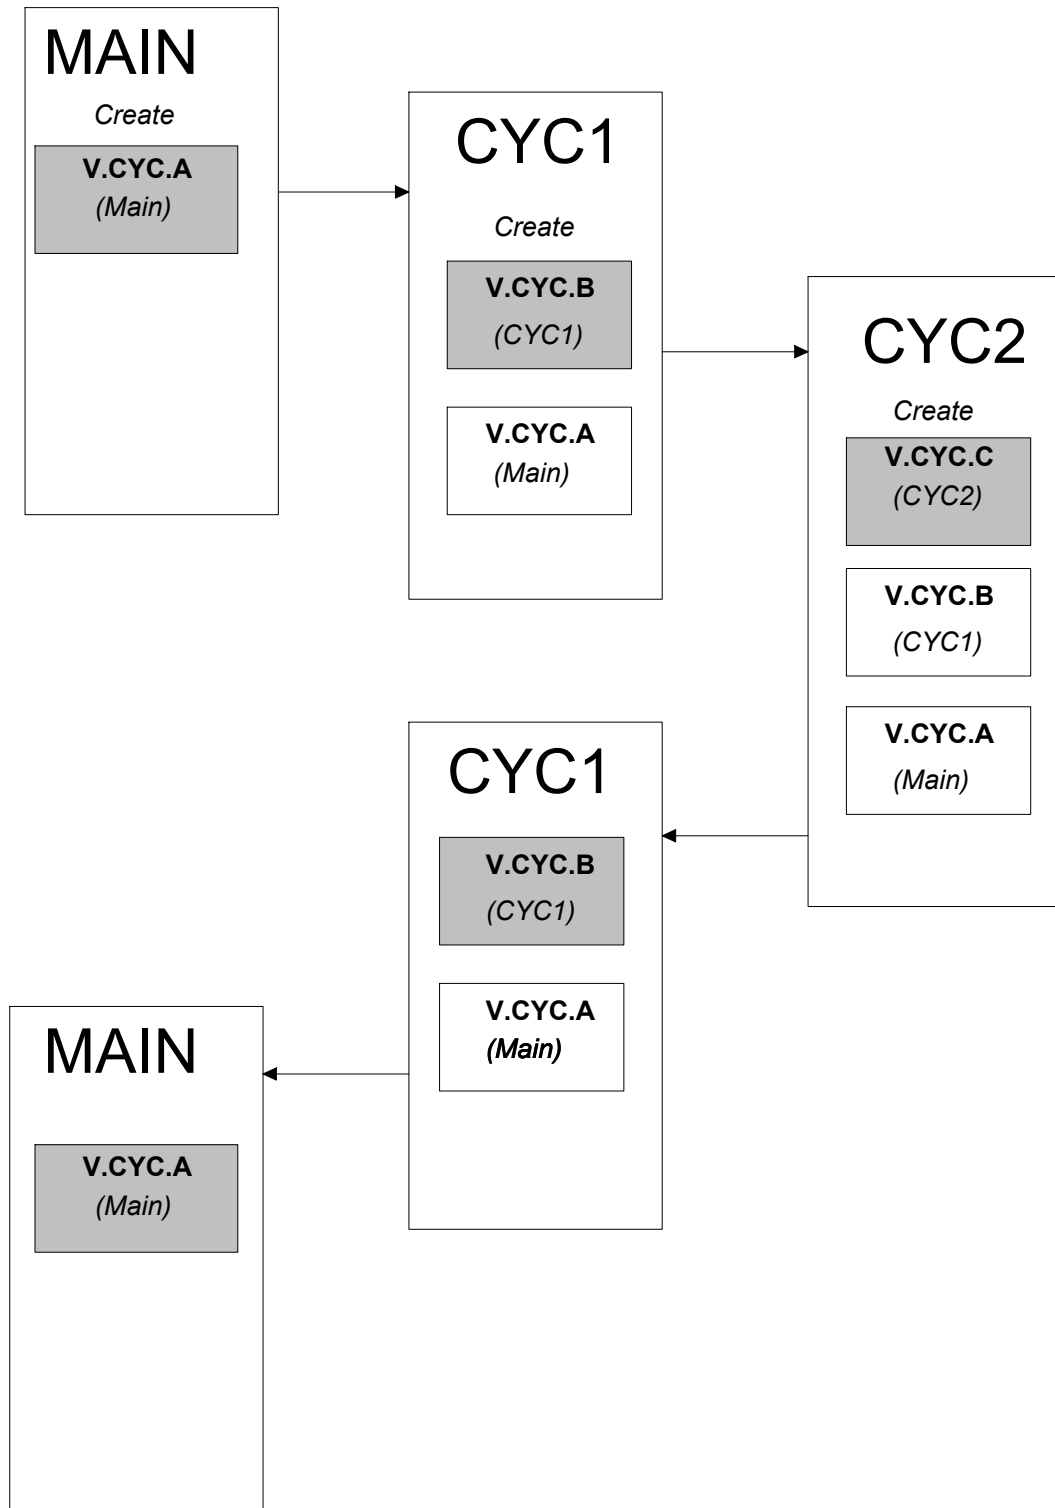 MAIN
Create
V.CYC.A
(Main)
CYC1
Create
V.CYC.B
(CYC1)
V.CYC.A
(Main)
CYC2
Create
V.CYC.C
(CYC2)
V.CYC.B
(CYC1)
V.CYC.A
(Main)
CYC1
V.CYC.B
(CYC1)
V.CYC.A
(Main)
MAIN
V.CYC.A
(Main)